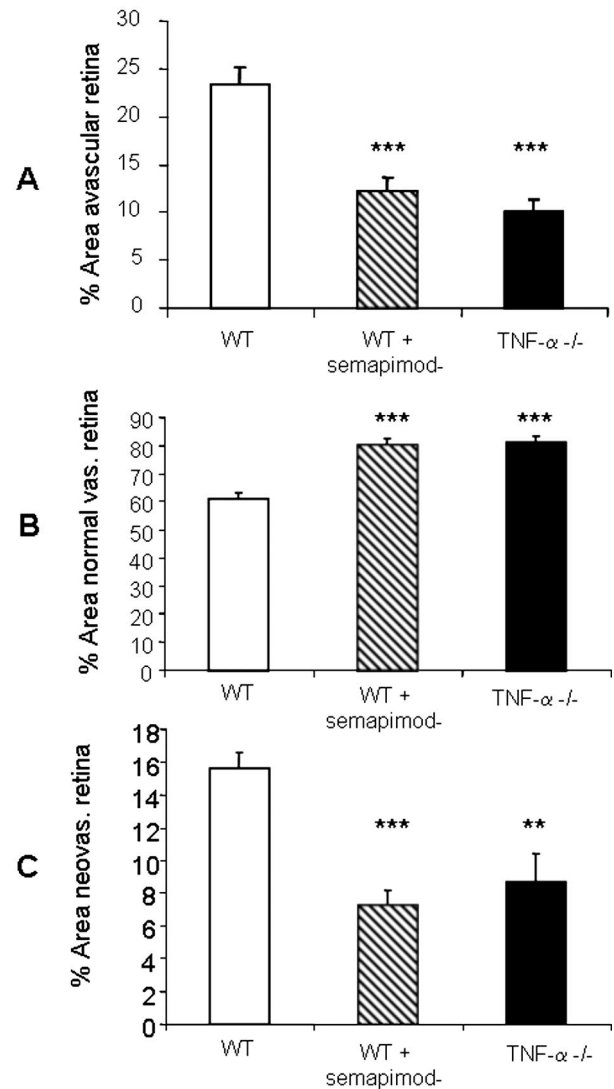 A
% Area avascular retina
30
25
20
15
10
5
0
***
***
WT
WT +
semapimod-
TNF-α -/-
B
% Area normal vas. retina
90
80
70
60
50
40
30
20
10
0
***
***
WT
WT +
semapimod-
TNF-α -/-
C
% Area neovas. retina
18
16
14
12
10
8
6
4
2
0
***
**
WT
WT +
semapimod-
TNF-α -/-